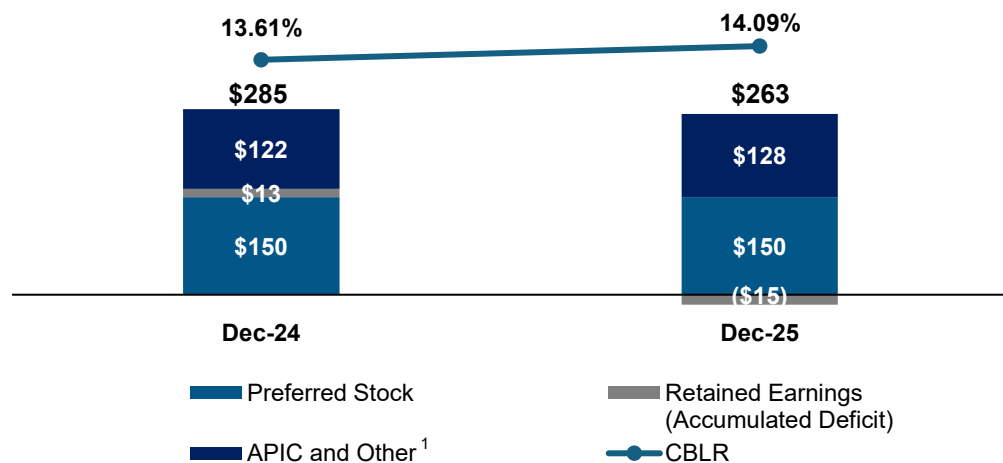 13.61%
14.09%
$285
$263
$122
$128
$13
$150
$150
($15)
Dec-24
Dec-25
Preferred Stock
Retained Earnings
(Accumulated Deficit)
APIC and Other 1
CBLR